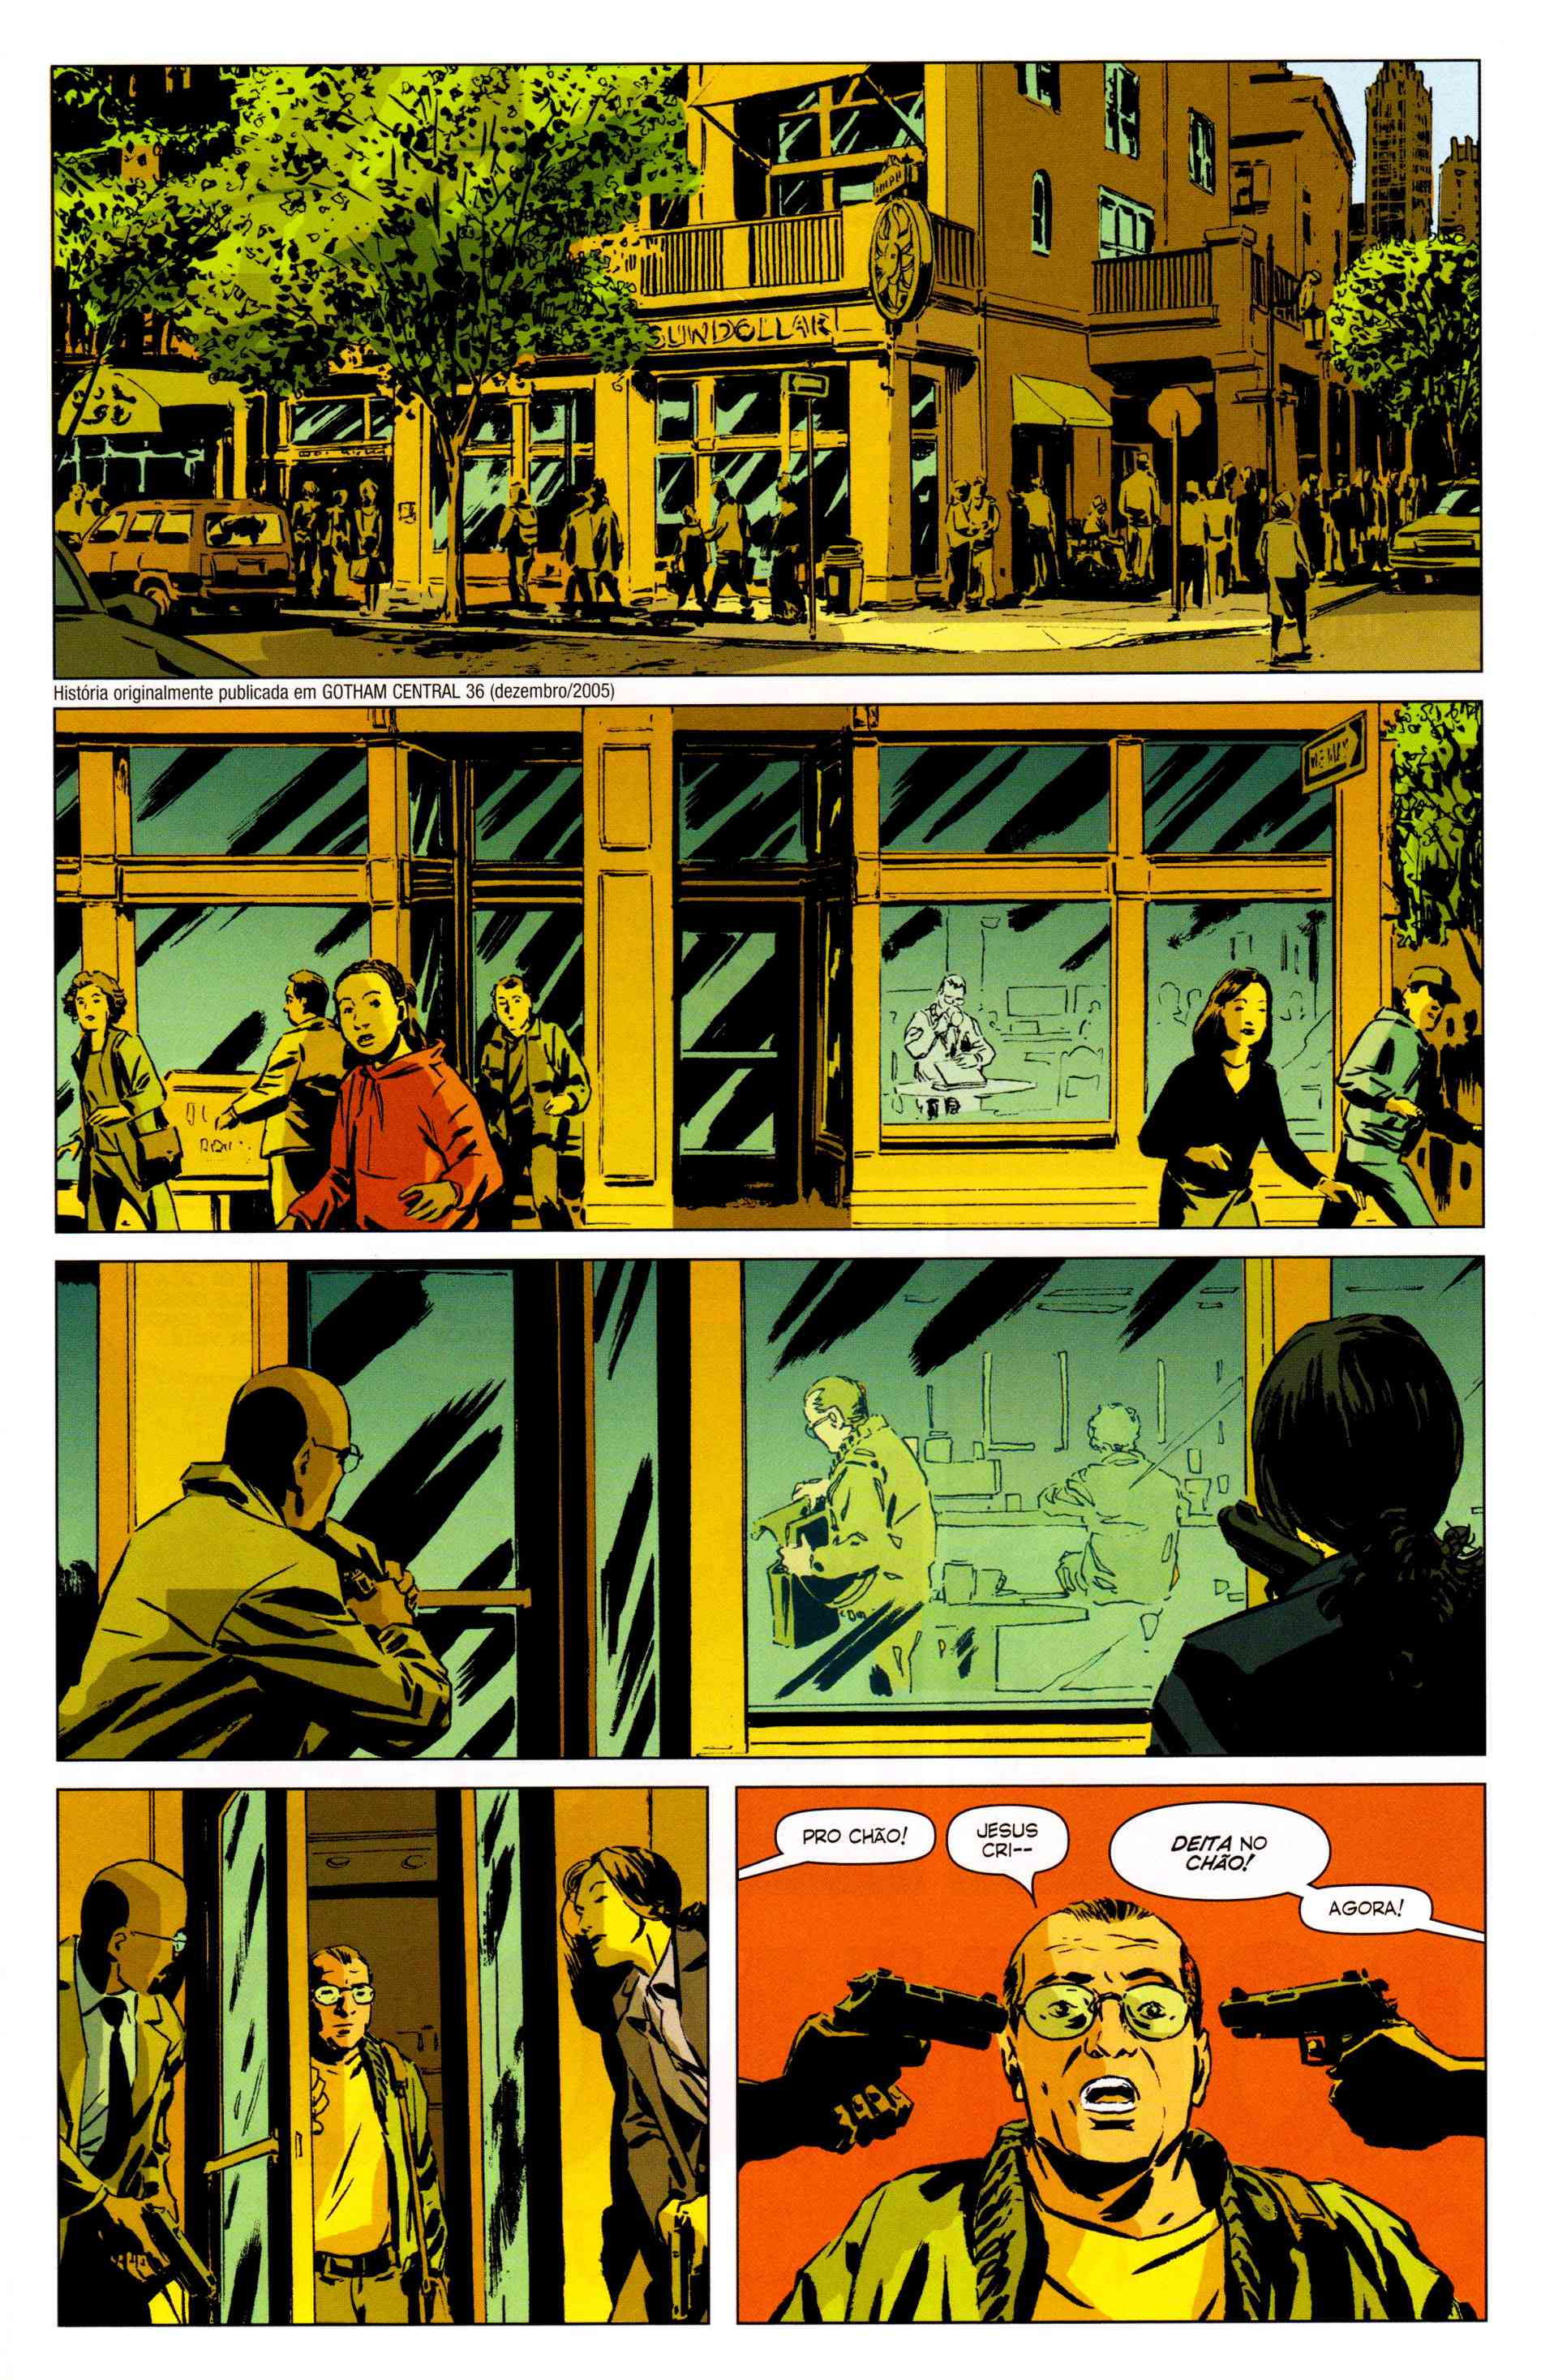 SUNDOLLAR
História originalmente publicada em GOTHAM CENTRAL 36 (dezembro/2005)
PRO CHÃO!
JESUS
CRI--
DEITA NO
CHÃO!
AGORA!